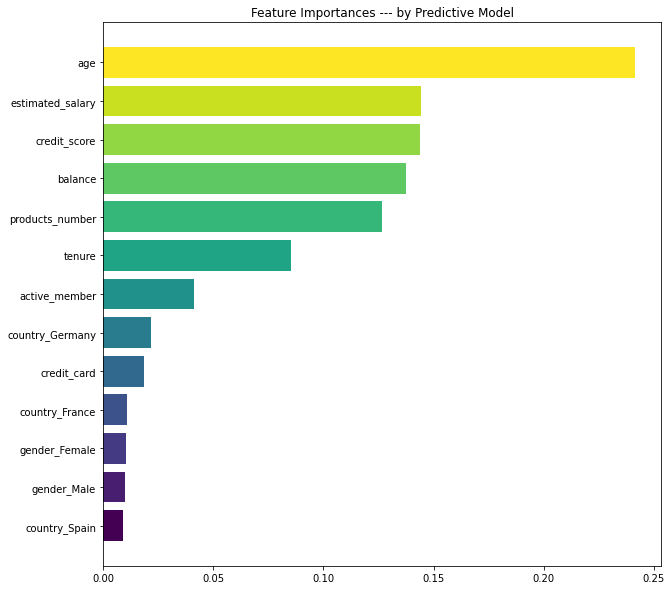 Feature Importances --- by Predictive Model
age
estimated_salary
credit_score
balance
products_number
tenure
active_member
country_Germany
credit_card
country_France
gender_Female
gender_Male
country_Spain
0.00 0.05 0.10 0.15 0.20 0.25